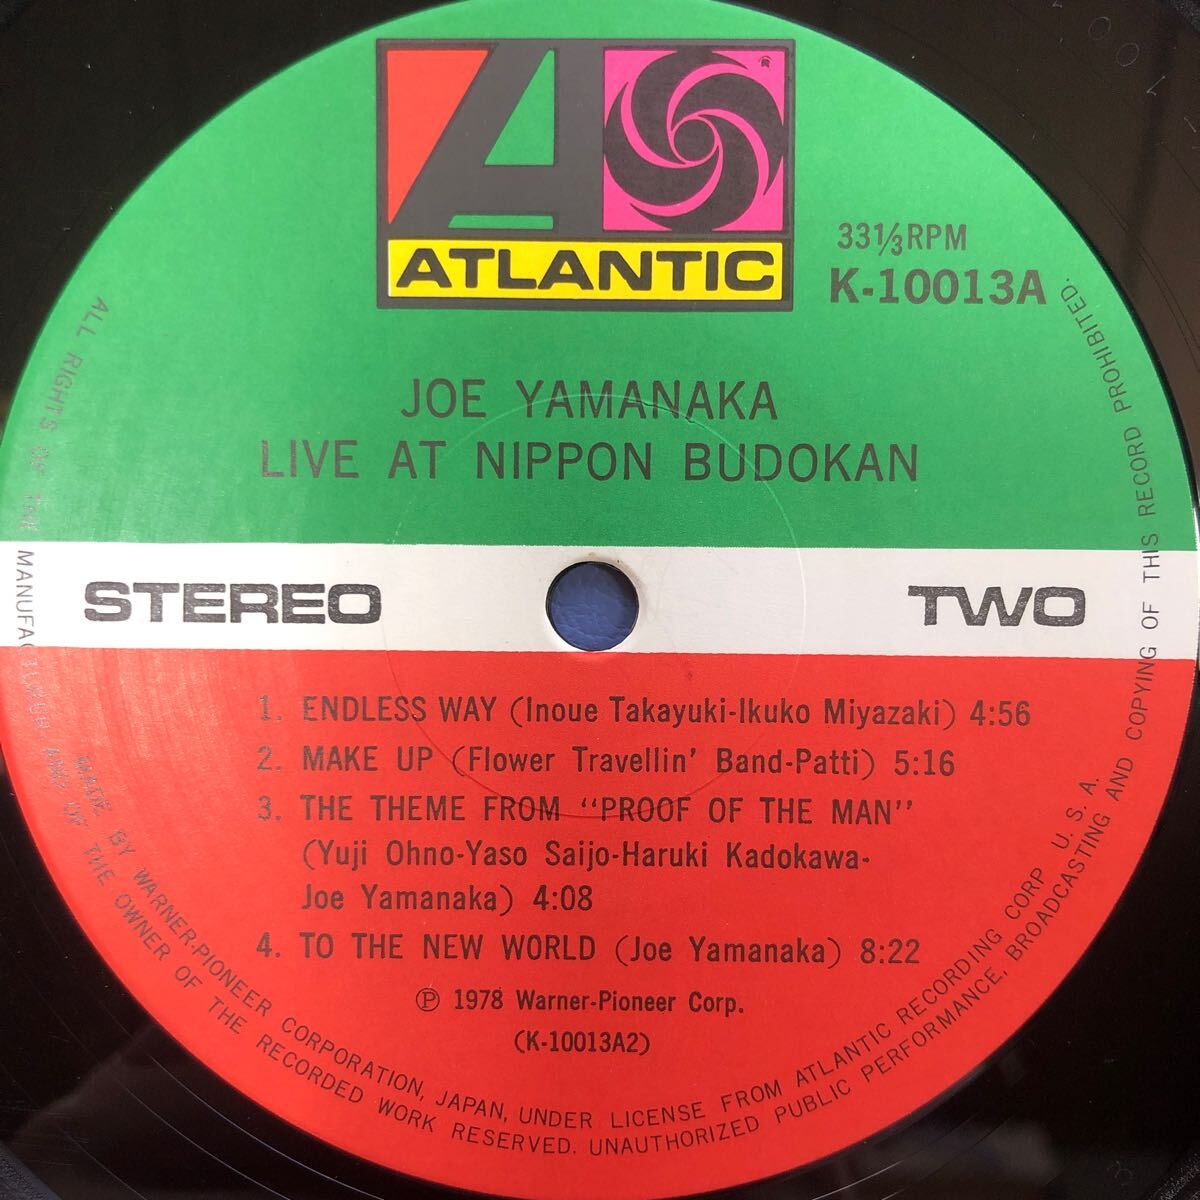 ATLANTIC
33⅓RPM
K-10013A
JOE YAMANAKA
LIVE AT NIPPON BUDOKAN
STEREO
TWO
1. ENDLESS WAY (Inoue Takayuki-Ikuko Miyazaki) 4:56
2. MAKE UP (Flower Travellin' Band-Patti) 5:16
3. THE THEME FROM "PROOF OF THE MAN"
(Yuji Ohno-Yaso Saijo-Haruki Kadokawa-
Joe Yamanaka) 4:08
4. TO THE NEW WORLD (Joe Yamanaka) 8:22
Ⓟ 1978 Warner-Pioneer Corp.
(K-10013A2)
MADE BY WARNER-PIONEER CORPORATION, JAPAN, UNDER LICENSE FROM ATLANTIC RECORDING CORP. U. S. A.
ALL RIGHTS OF THE MANUFACTURER AND OF THE OWNER OF THE RECORDED WORK RESERVED. UNAUTHORIZED PUBLIC PERFORMANCE, BROADCASTING AND COPYING OF THIS RECORD PROHIBITED.